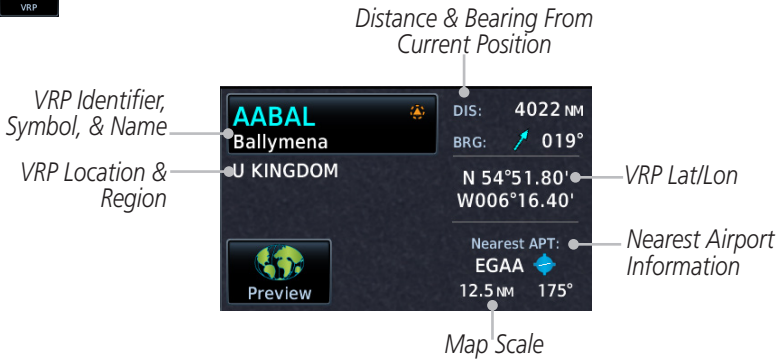 VRP
Distance & Bearing From
Current Position
VRP Identifier,
Symbol, & Name
VRP Location &
Region
AABAL
Ballymena
U KINGDOM
Preview
DIS: 4022 NM
BRG: 019°
N 54°51.80'
W006°16.40'
Nearest APT:
EGAA
12.5 NM 175°
VRP Lat/Lon
Nearest Airport
Information
Map Scale